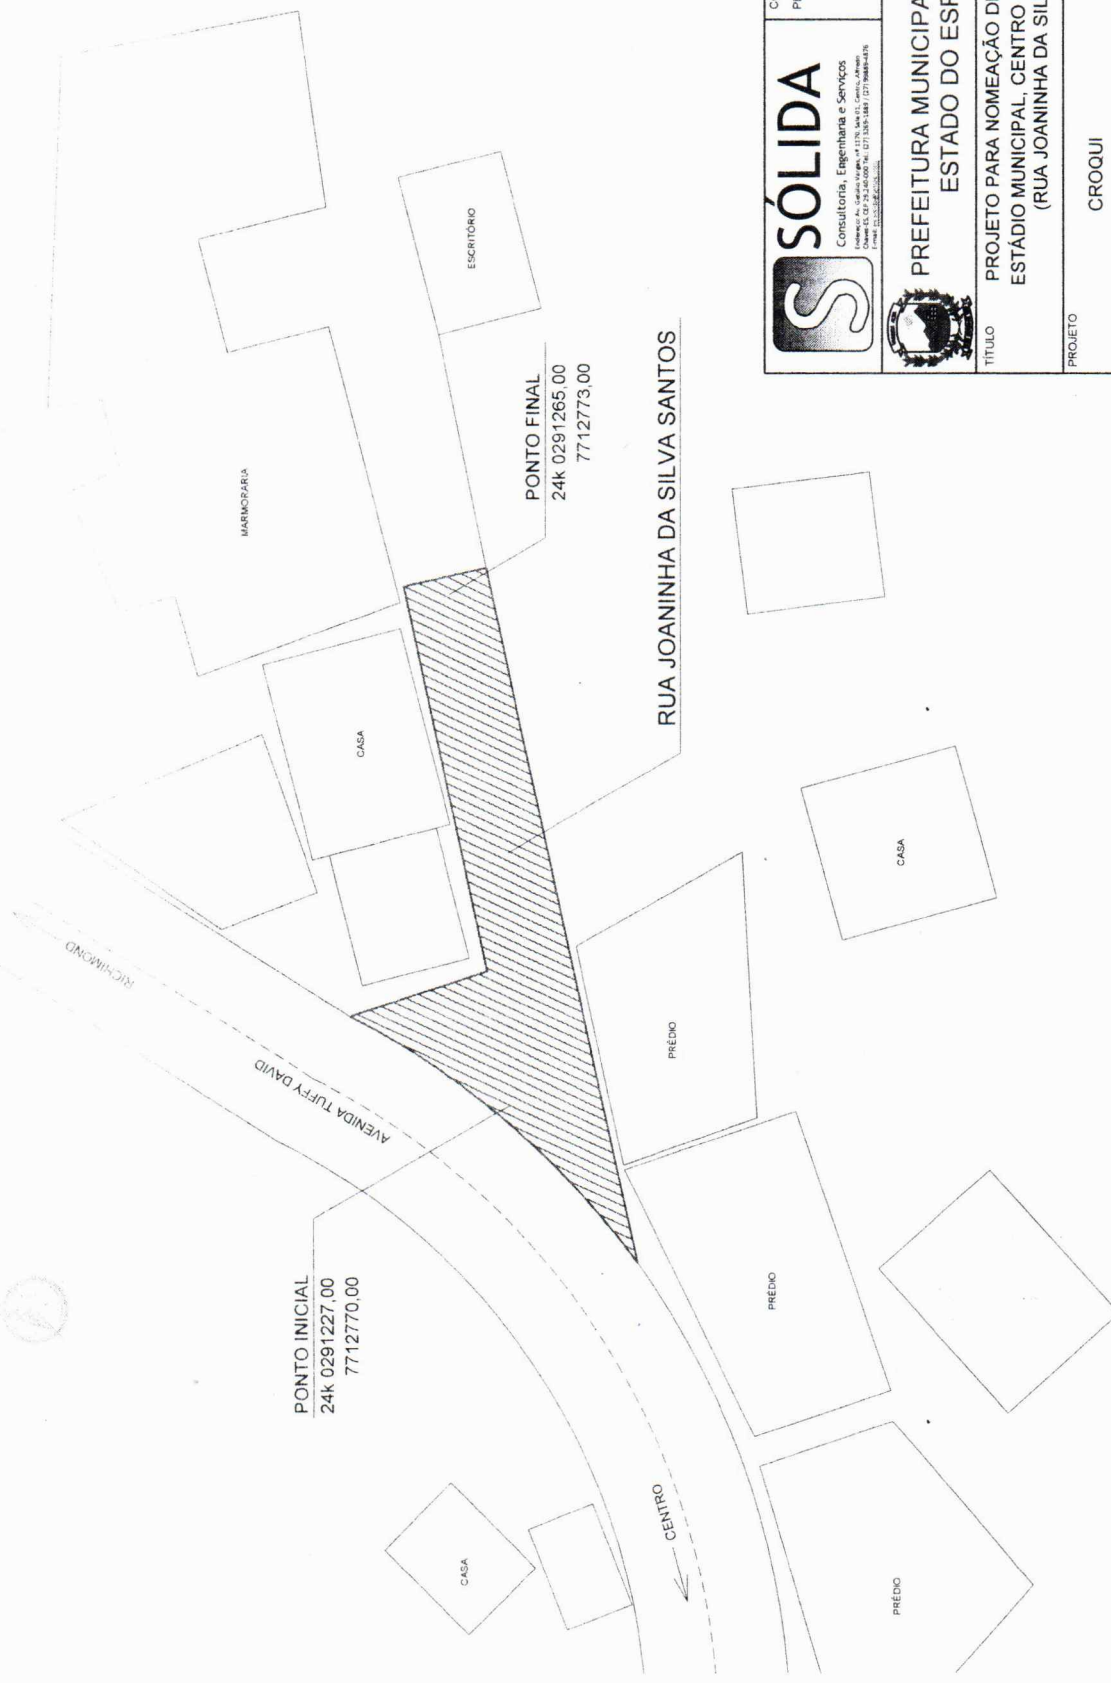 RICHIMOND
AVENIDA TUFFY DAVID
PONTO INICIAL
24k 0291227,00
7712770,00
CENTRO
CASA
MARMORARIA
CASA
ESCRITÓRIO
PONTO FINAL
24k 0291265,00
7712773,00
RUA JOANINHA DA SILVA SANTOS
PRÉDIO
CASA
PRÉDIO
PRÉDIO
S SÓLIDA
Consultoria, Engenharia e Serviços
PREFEITURA MUNICIPA
ESTADO DO ESP
TÍTULO
PROJETO PARA NOMEAÇÃO D
ESTÁDIO MUNICIPAL, CENTRO
(RUA JOANINHA DA SIL
PROJETO
CROQUI